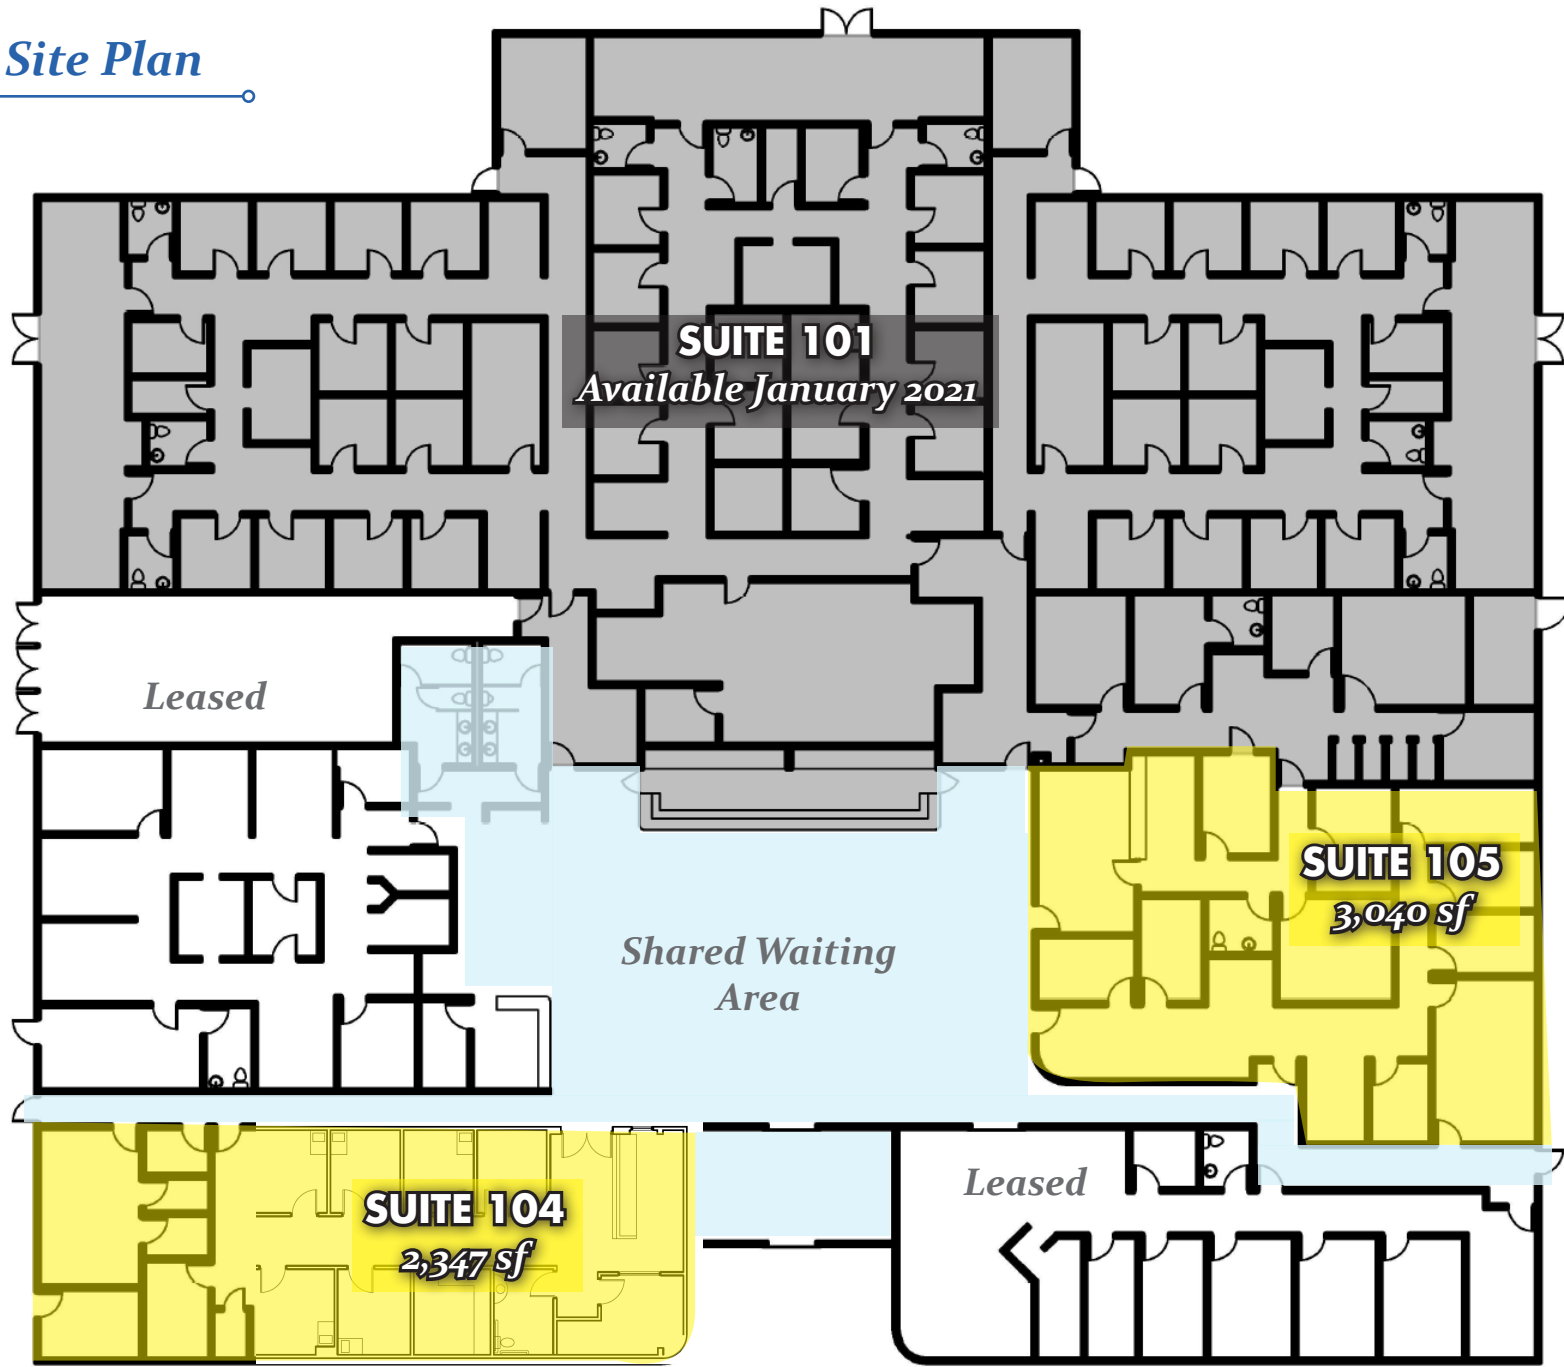 Site Plan
SUITE 101
Available January 2021
Leased
SUITE 105
3,040 sf
Shared Waiting
Area
Leased
SUITE 104
2,347 sf